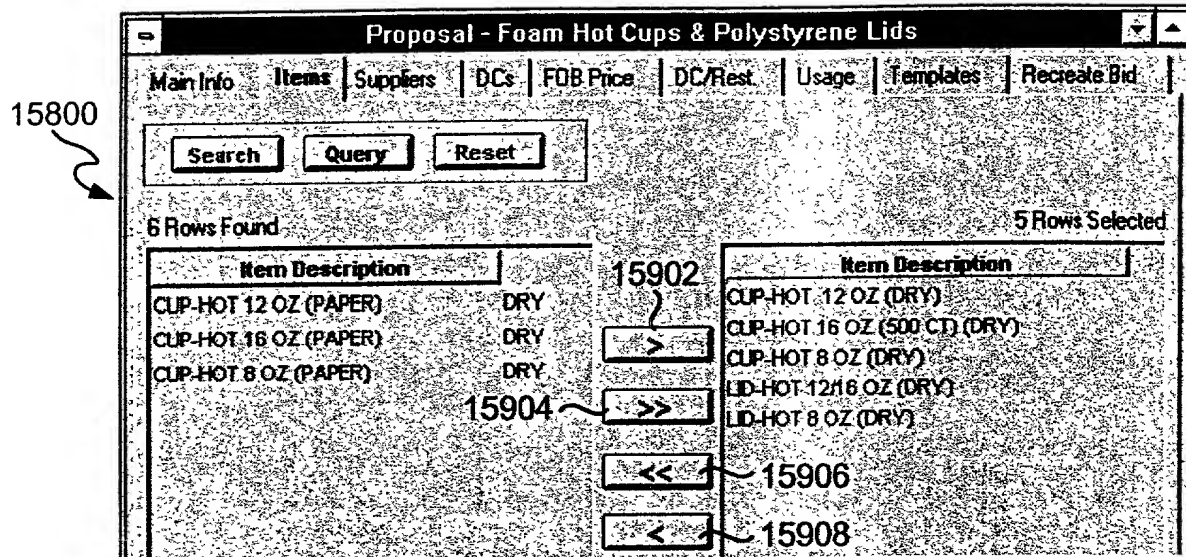 Proposal - Foam Hot Cups & Polystyrene Lids
Main Info Items Suppliers DCs FOB Price DC/Rest. Usage Templates Recreate Bid
15800
Search Query Reset
6 Rows Found
5 Rows Selected
Item Description
CUP-HOT 12 OZ (PAPER) DRY
CUP-HOT 16 OZ (PAPER) DRY
CUP-HOT 8 OZ (PAPER) DRY
15902
>
15904
>>
<<
15906
<
15908
Item Description
CUP-HOT 12 OZ (DRY)
CUP-HOT 16 OZ (500 CT) (DRY)
CUP-HOT 8 OZ (DRY)
LID-HOT 12/16 OZ (DRY)
LID-HOT 8 OZ (DRY)